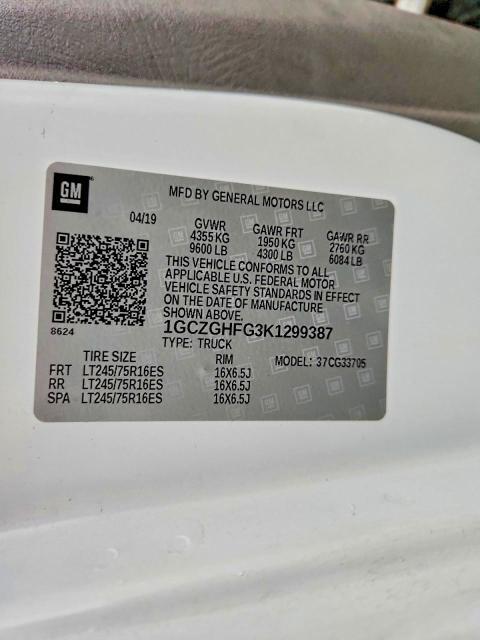 GM
MFD BY GENERAL MOTORS LLC
04/19 GVWR GAWR FRT GAWR RR
4355 KG 1950 KG 2760 KG
9600 LB 4300 LB 6084 LB
THIS VEHICLE CONFORMS TO ALL
APPLICABLE U.S. FEDERAL MOTOR
VEHICLE SAFETY STANDARDS IN EFFECT
ON THE DATE OF MANUFACTURE
SHOWN ABOVE.
8624 1GCZGHFG3K1299387
TYPE: TRUCK
TIRE SIZE RIM MODEL: 37CG33705
FRT LT245/75R16ES 16X6.5J
RR LT245/75R16ES 16X6.5J
SPA LT245/75R16ES 16X6.5J